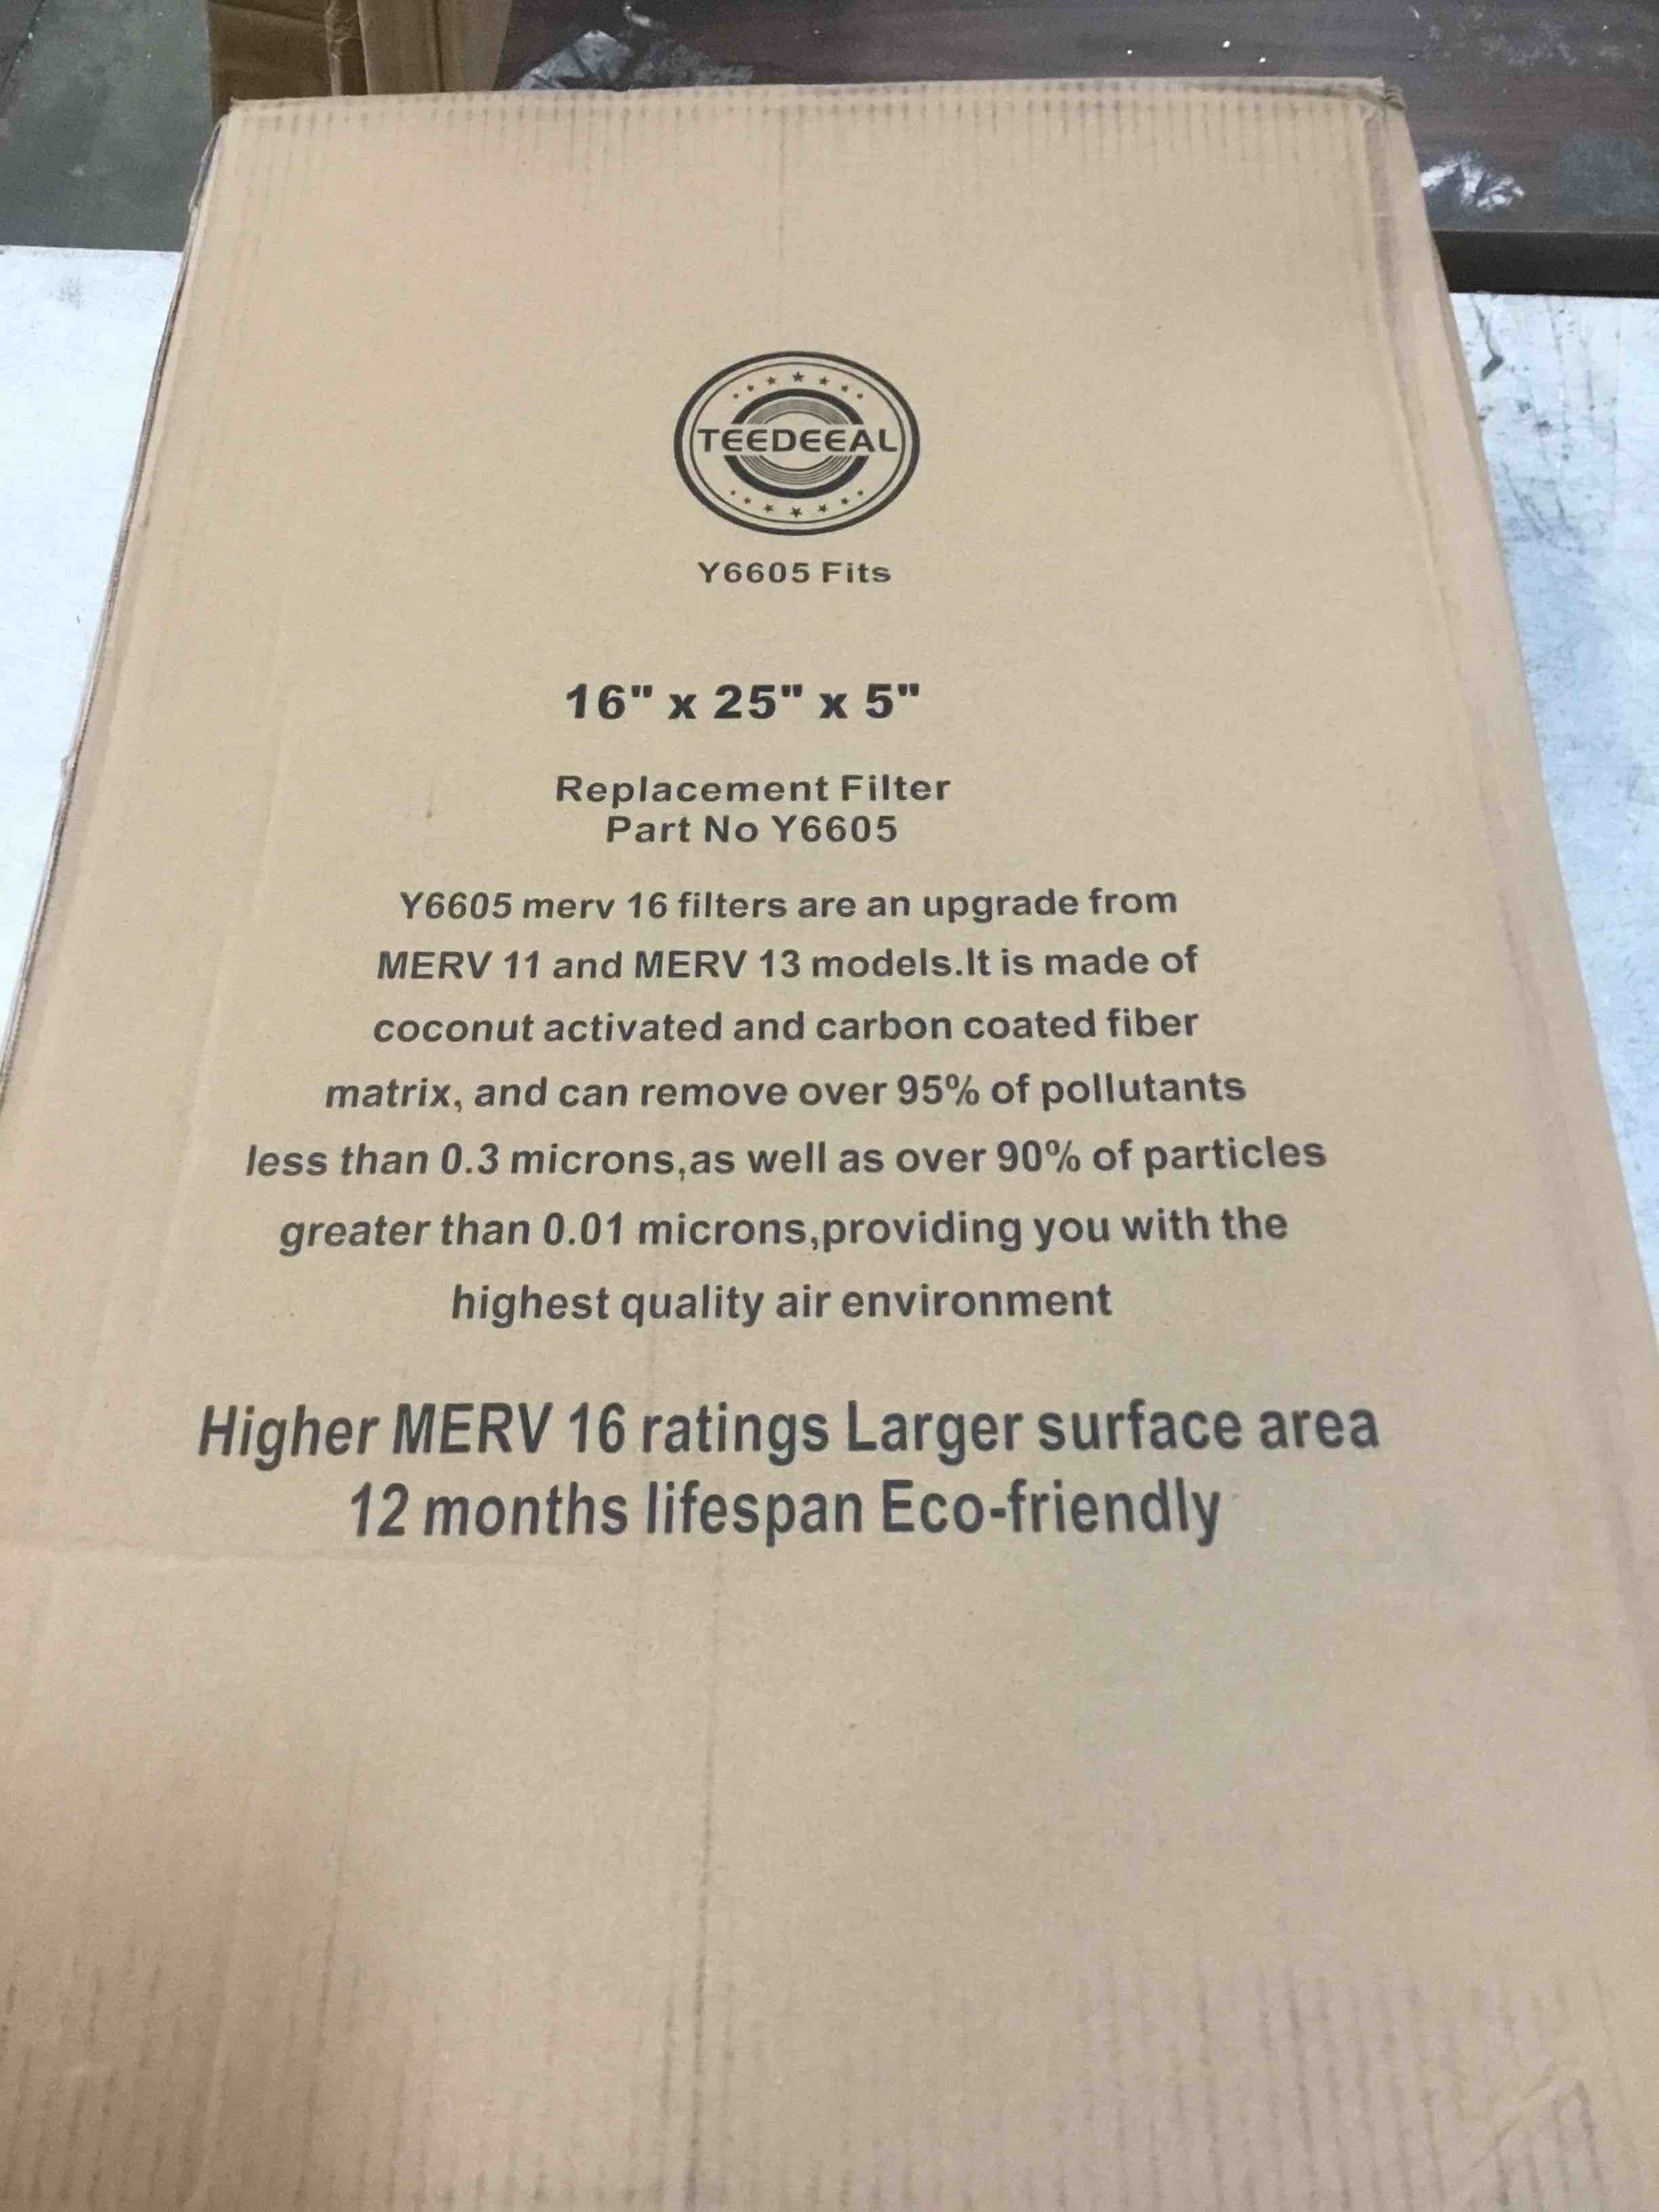 TEEDEEAL
Y6605 Fits
16" x 25" x 5"
Replacement Filter
Part No Y6605
Y6605 merv 16 filters are an upgrade from
MERV 11 and MERV 13 models.It is made of
coconut activated and carbon coated fiber
matrix, and can remove over 95% of pollutants
less than 0.3 microns,as well as over 90% of particles
greater than 0.01 microns,providing you with the
highest quality air environment
Higher MERV 16 ratings Larger surface area
12 months lifespan Eco-friendly